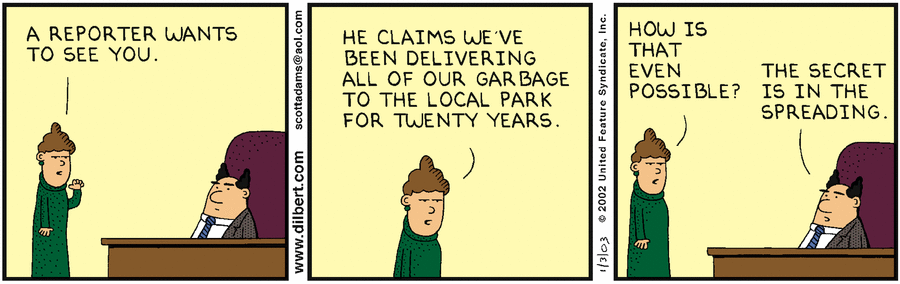 A REPORTER WANTS
TO SEE YOU.
www.dilbert.com scottadams@aol.com
HE CLAIMS WE'VE
BEEN DELIVERING
ALL OF OUR GARBAGE
TO THE LOCAL PARK
FOR TWENTY YEARS.
1/3/03 © 2002 United Feature Syndicate, Inc.
HOW IS
THAT
EVEN
POSSIBLE?
THE SECRET
IS IN THE
SPREADING.